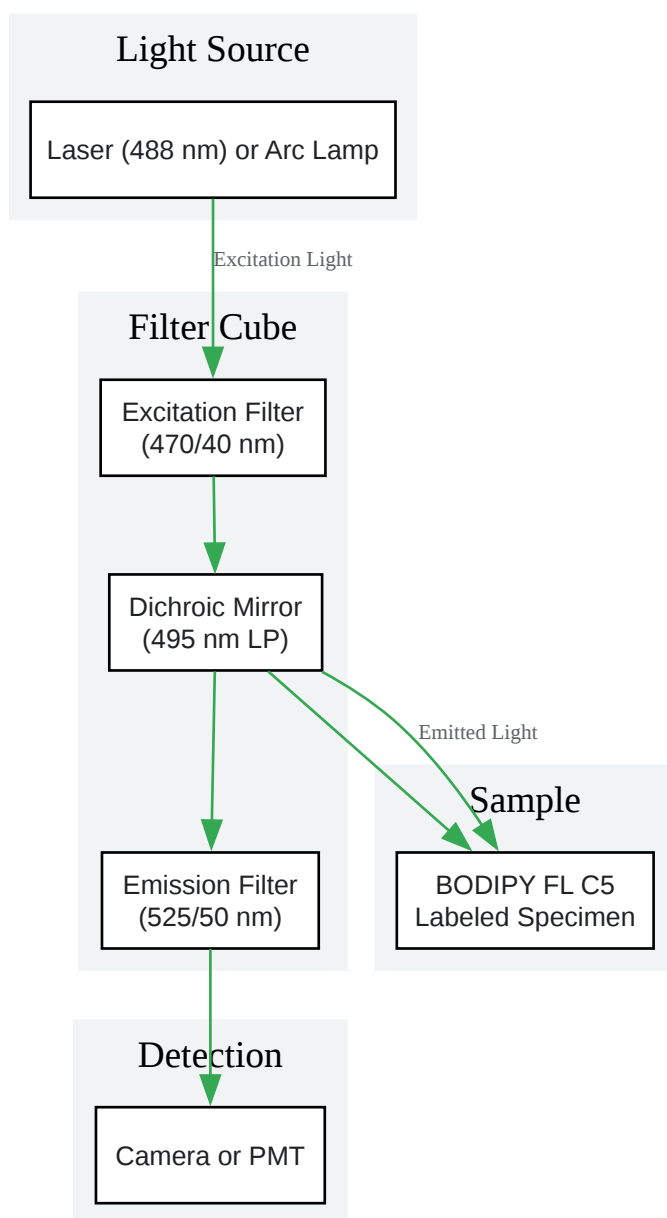 Light Source
Laser (488 nm) or Arc Lamp
Excitation Light
Filter Cube
Excitation Filter
(470/40 nm)
Dichroic Mirror
(495 nm LP)
Emitted Light
Sample
Emission Filter
(525/50 nm)
BODIPY FL C5
Labeled Specimen
Detection
Camera or PMT